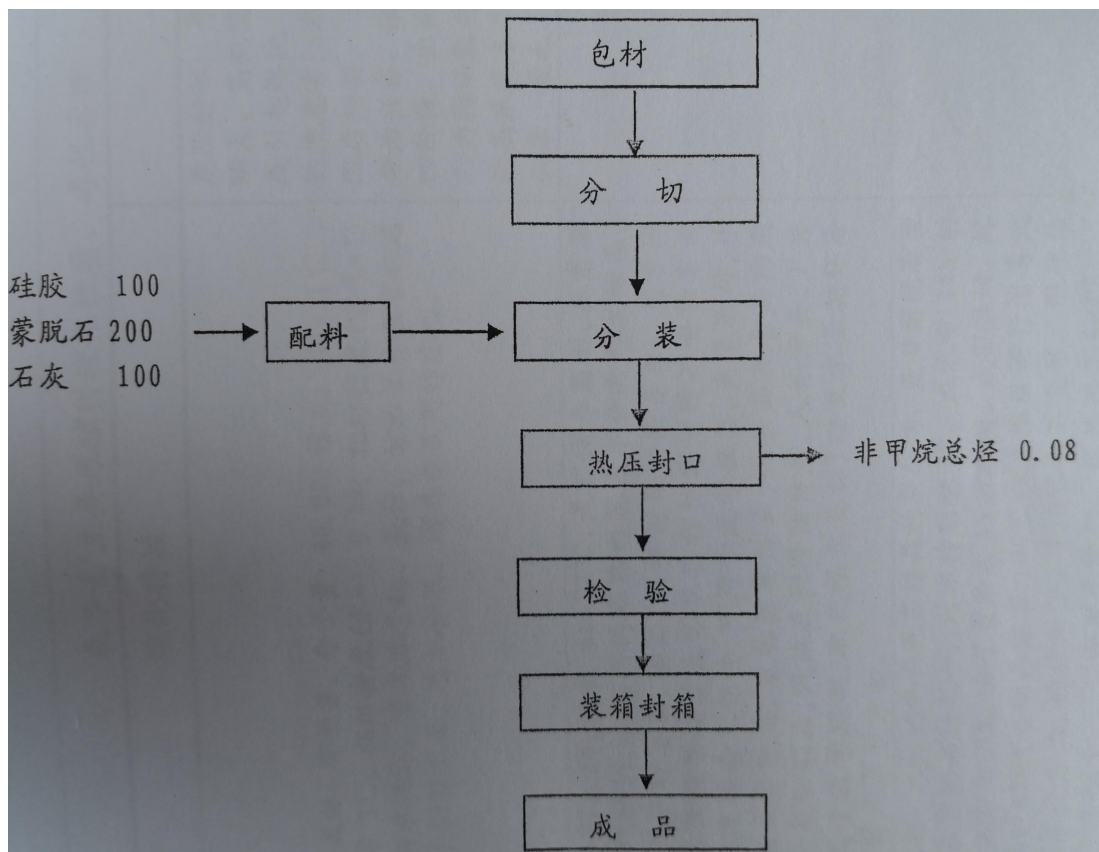 包材
分 切
硅胶 100
蒙脱石 200
石灰 100
配料
分 装
热压封口
非甲烷总烃 0.08
检 验
装箱封箱
成 品